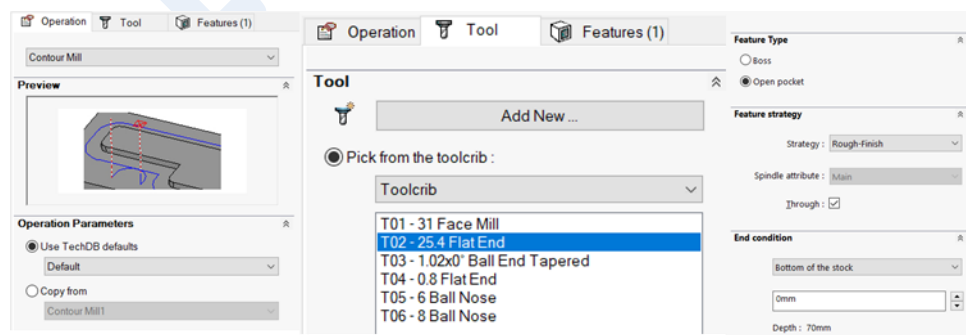 Operation Tool Features (1)
Contour Mill
Preview
Operation Parameters
Use TechDB defaults
Default
Copy from
Contour Mill1
Operation Tool Features (1)
Tool
Add New ...
Pick from the toolcrib :
Toolcrib
T01 - 31 Face Mill
T02 - 25.4 Flat End
T03 - 1.02x0° Ball End Tapered
T04 - 0.8 Flat End
T05 - 6 Ball Nose
T06 - 8 Ball Nose
Feature Type
Boss
Open pocket
Feature strategy
Strategy : Rough-Finish
Spindle attribute : Main
Through :
End condition
Bottom of the stock
0mm
Depth : 70mm